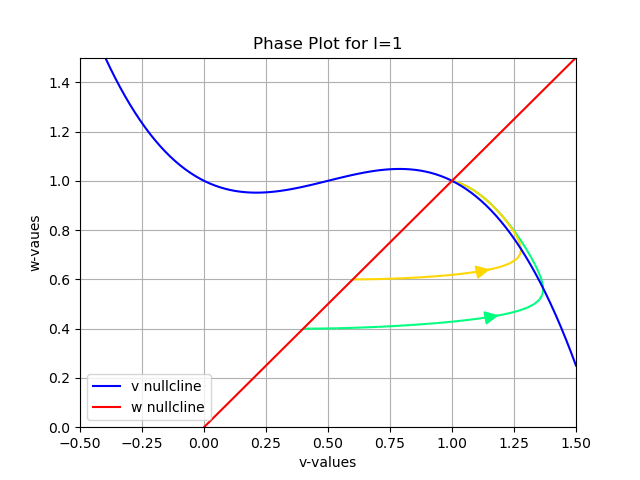 Phase Plot for I=1
w-vaues
1.4
1.2
1.0
0.8
0.6
0.4
0.2
0.0
v nullcline
w nullcline
−0.50 −0.25 0.00 0.25 0.50 0.75 1.00 1.25 1.50
v-values